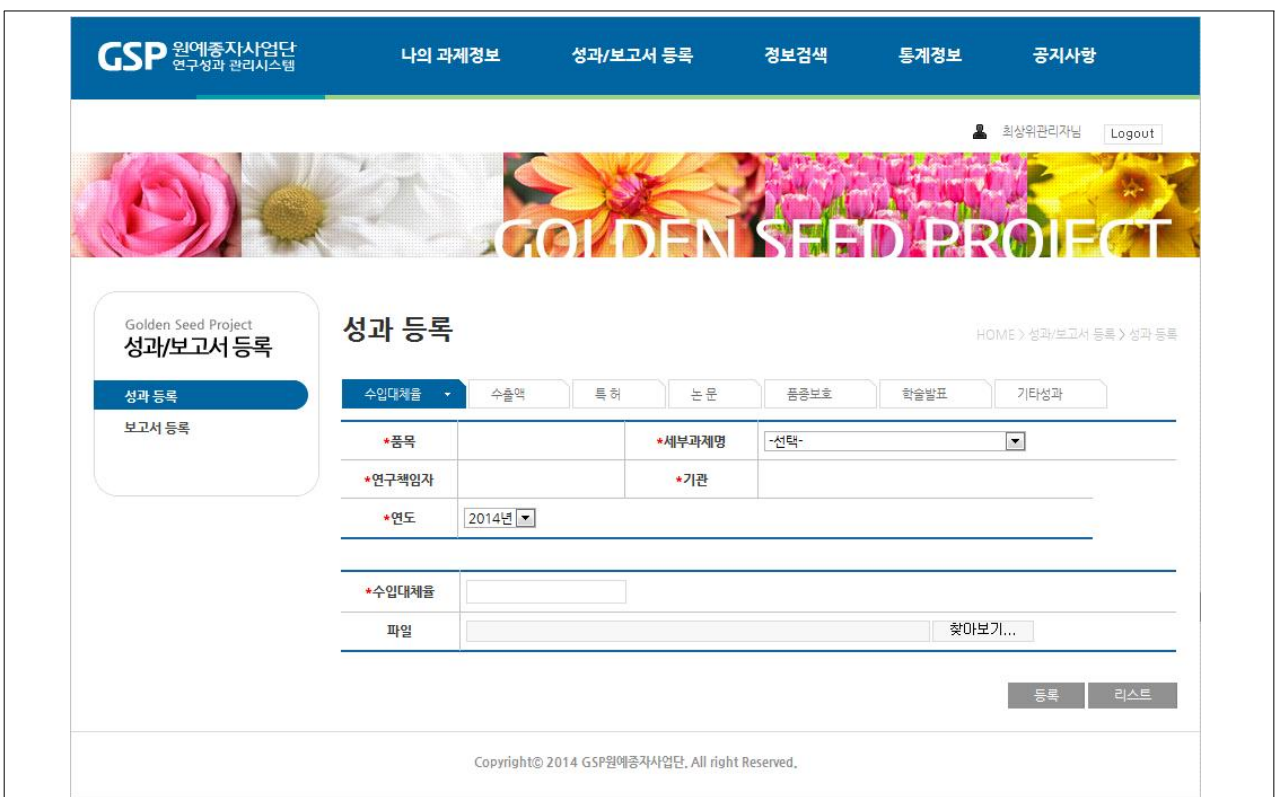 GSP 원예종자사업단
연구성과 관리시스템
나의 과제정보 성과/보고서 등록 정보검색 통계정보 공지사항
최상위관리자님 Logout
GOLDEN SEED PROJECT
Golden Seed Project
성과/보고서 등록
성과 등록
보고서 등록
성과 등록
HOME > 성과/보고서 등록 > 성과 등록
수입대체율 수출액 특 허 논 문 품종보호 학술발표 기타성과
*품목 *세부과제명 -선택-
*연구책임자 *기관
*연도 2014년
*수입대체율
파일 찾아보기...
등록 리스트
Copyright© 2014 GSP원예종자사업단. All right Reserved.